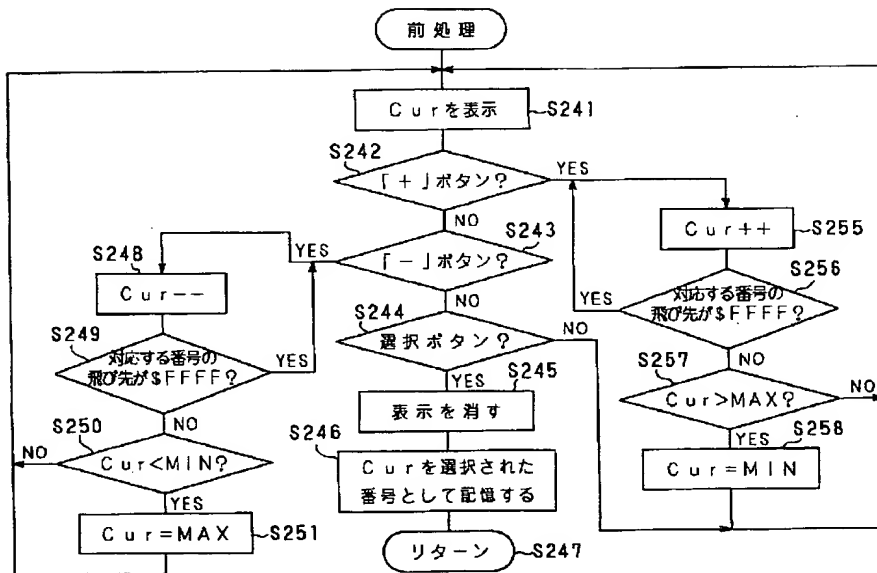 前処理
Curを表示
S241
S242
「+」ボタン?
YES
NO
S243
「-」ボタン?
YES
NO
S244
選択ボタン?
NO
YES
S245
表示を消す
S246
Curを選択された
番号として記憶する
リターン
S247
S248
Cur--
S249
対応する番号の
飛び先が$FFFF?
YES
NO
S250
Cur<MIN?
NO
YES
Cur=MAX
S251
Cur++
S255
S256
対応する番号の
飛び先が$FFFF?
YES
NO
S257
Cur>MAX?
NO
YES
S258
Cur=MIN